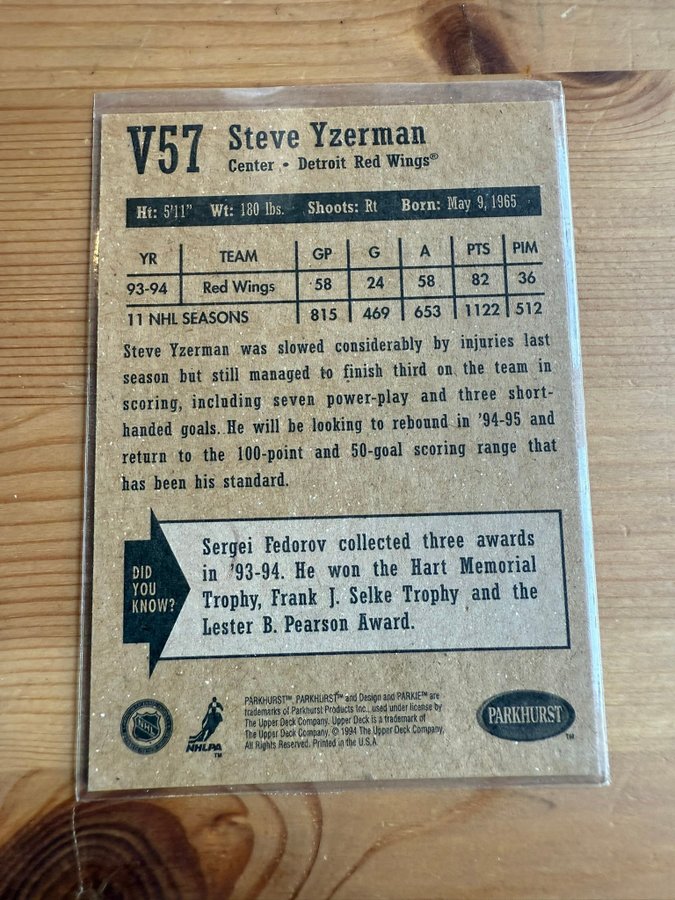 V57 Steve Yzerman
Center • Detroit Red Wings®
Ht: 5'11" Wt: 180 lbs. Shoots: Rt Born: May 9, 1965
YR TEAM GP G A PTS PIM
93-94 Red Wings 58 24 58 82 36
11 NHL SEASONS 815 469 653 1122 512
Steve Yzerman was slowed considerably by injuries last
season but still managed to finish third on the team in
scoring, including seven power-play and three short-
handed goals. He will be looking to rebound in '94-95 and
return to the 100-point and 50-goal scoring range that
has been his standard.
DID
YOU
KNOW?
Sergei Fedorov collected three awards
in '93-94. He won the Hart Memorial
Trophy, Frank J. Selke Trophy and the
Lester B. Pearson Award.
NHL
NHLPA
TM
PARKHURST™, PARKHURST™ and Design and PARKIE™ are
trademarks of Parkhurst Products Inc., used under license by
The Upper Deck Company. Upper Deck is a trademark of
The Upper Deck Company. © 1994 The Upper Deck Company,
All Rights Reserved. Printed in the U.S.A.
PARKHURST
TM